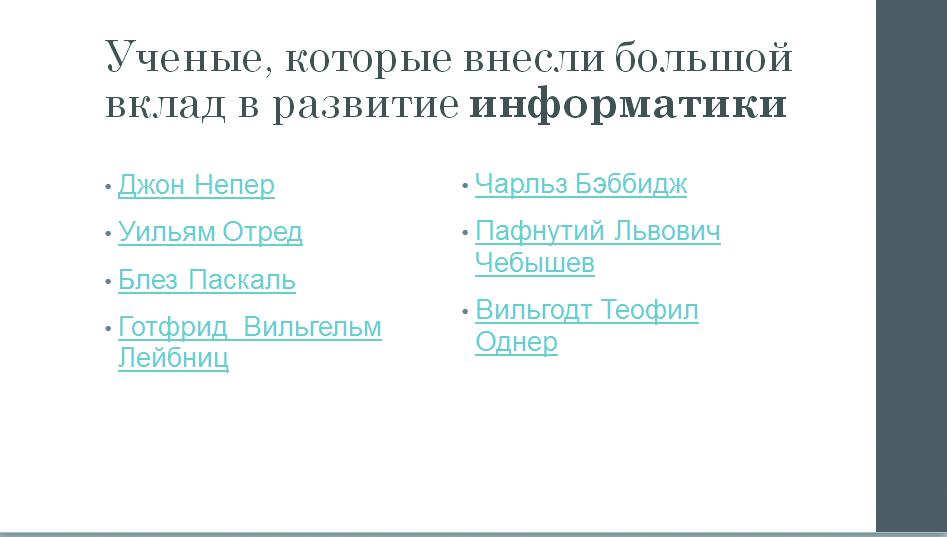 Ученые, которые внесли большой
вклад в развитие информатики
• Джон Непер
• Уильям Отред
• Блез Паскаль
• Готфрид Вильгельм
Лейбниц
• Чарльз Бэббидж
• Пафнутий Львович
Чебышев
• Вильгодт Теофил
Однер